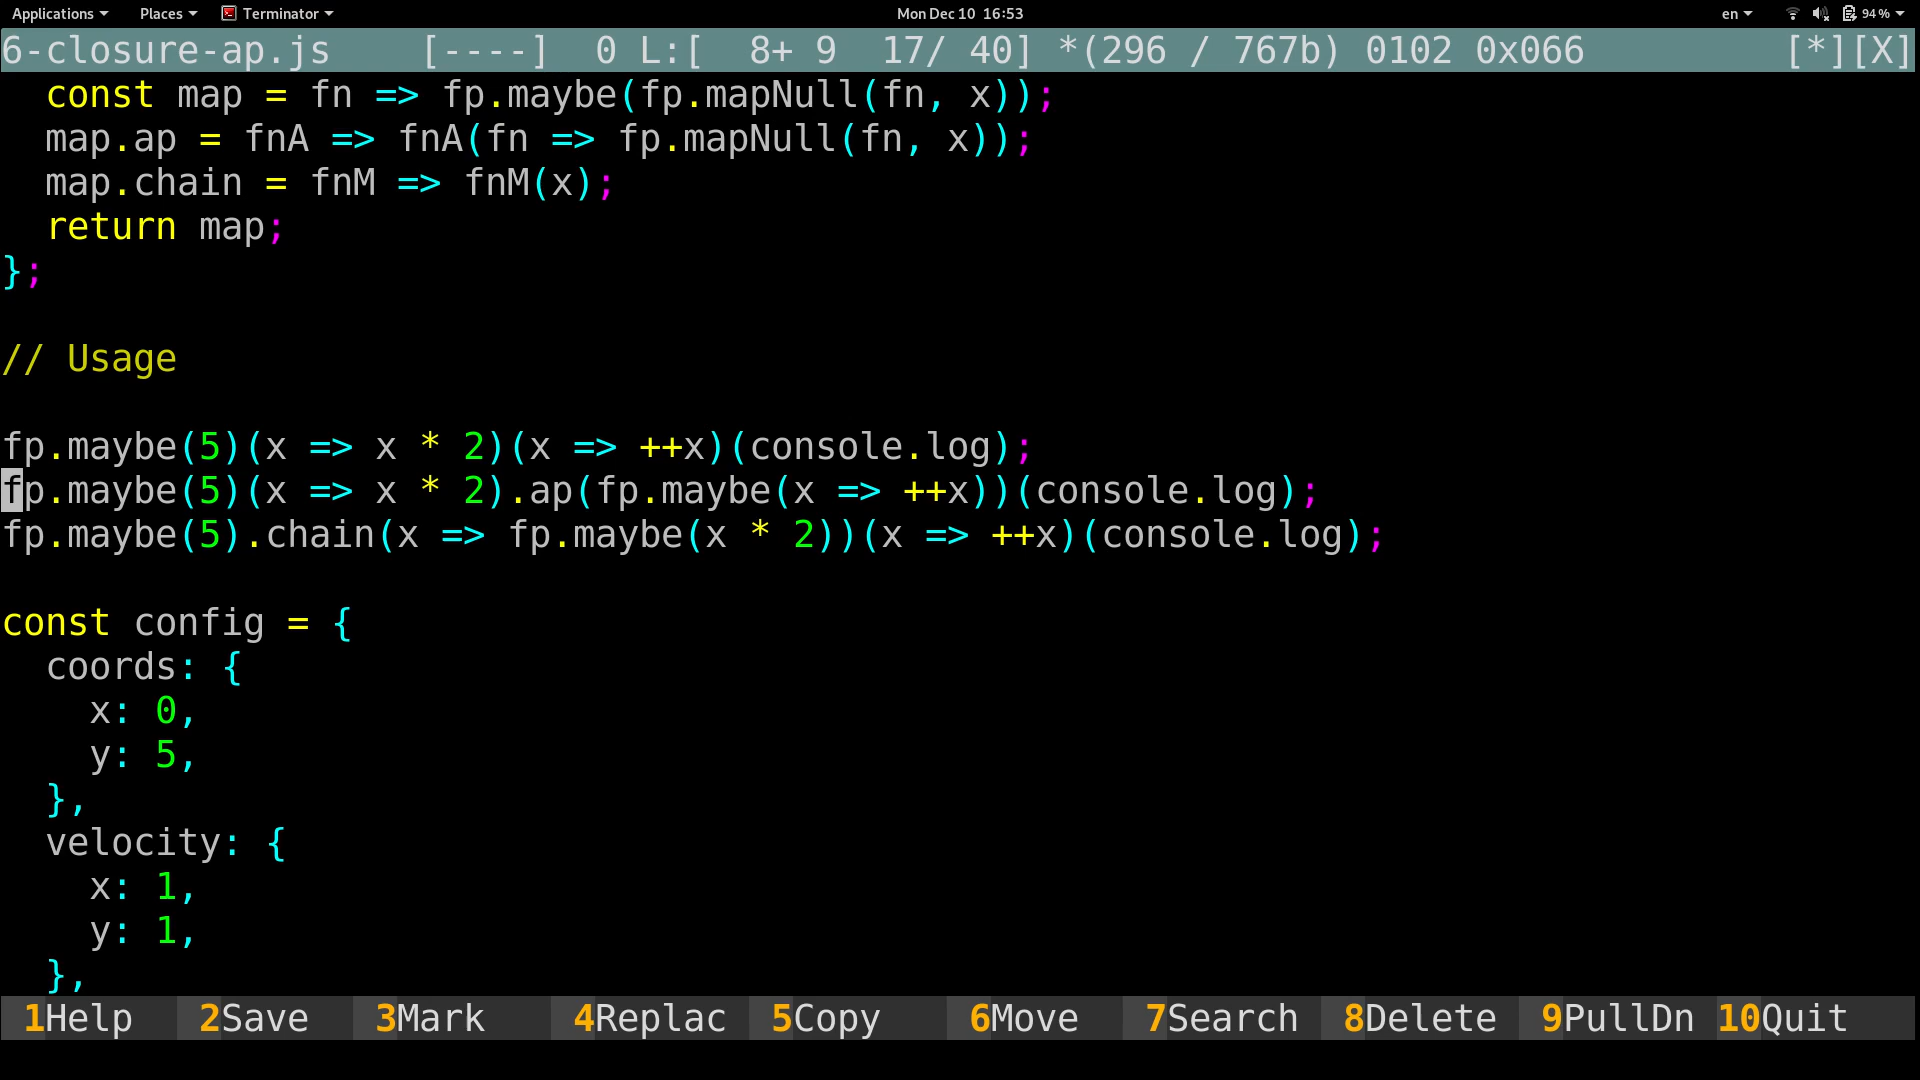 Applications Places Terminator Mon Dec 10 16:53 en 94%
6-closure-ap.js [----] 0 L:[ 8+ 9 17/ 40] *(296 / 767b) 0102 0x066 [*][X]
const map = fn => fp.maybe(fp.mapNull(fn, x));
map.ap = fnA => fnA(fn => fp.mapNull(fn, x));
map.chain = fnM => fnM(x);
return map;
};
// Usage
fp.maybe(5)(x => x * 2)(x => ++x)(console.log);
fp.maybe(5)(x => x * 2).ap(fp.maybe(x => ++x))(console.log);
fp.maybe(5).chain(x => fp.maybe(x * 2))(x => ++x)(console.log);
const config = {
coords: {
x: 0,
y: 5,
},
velocity: {
x: 1,
y: 1,
},
1Help 2Save 3Mark 4Replac 5Copy 6Move 7Search 8Delete 9PullDn 10Quit